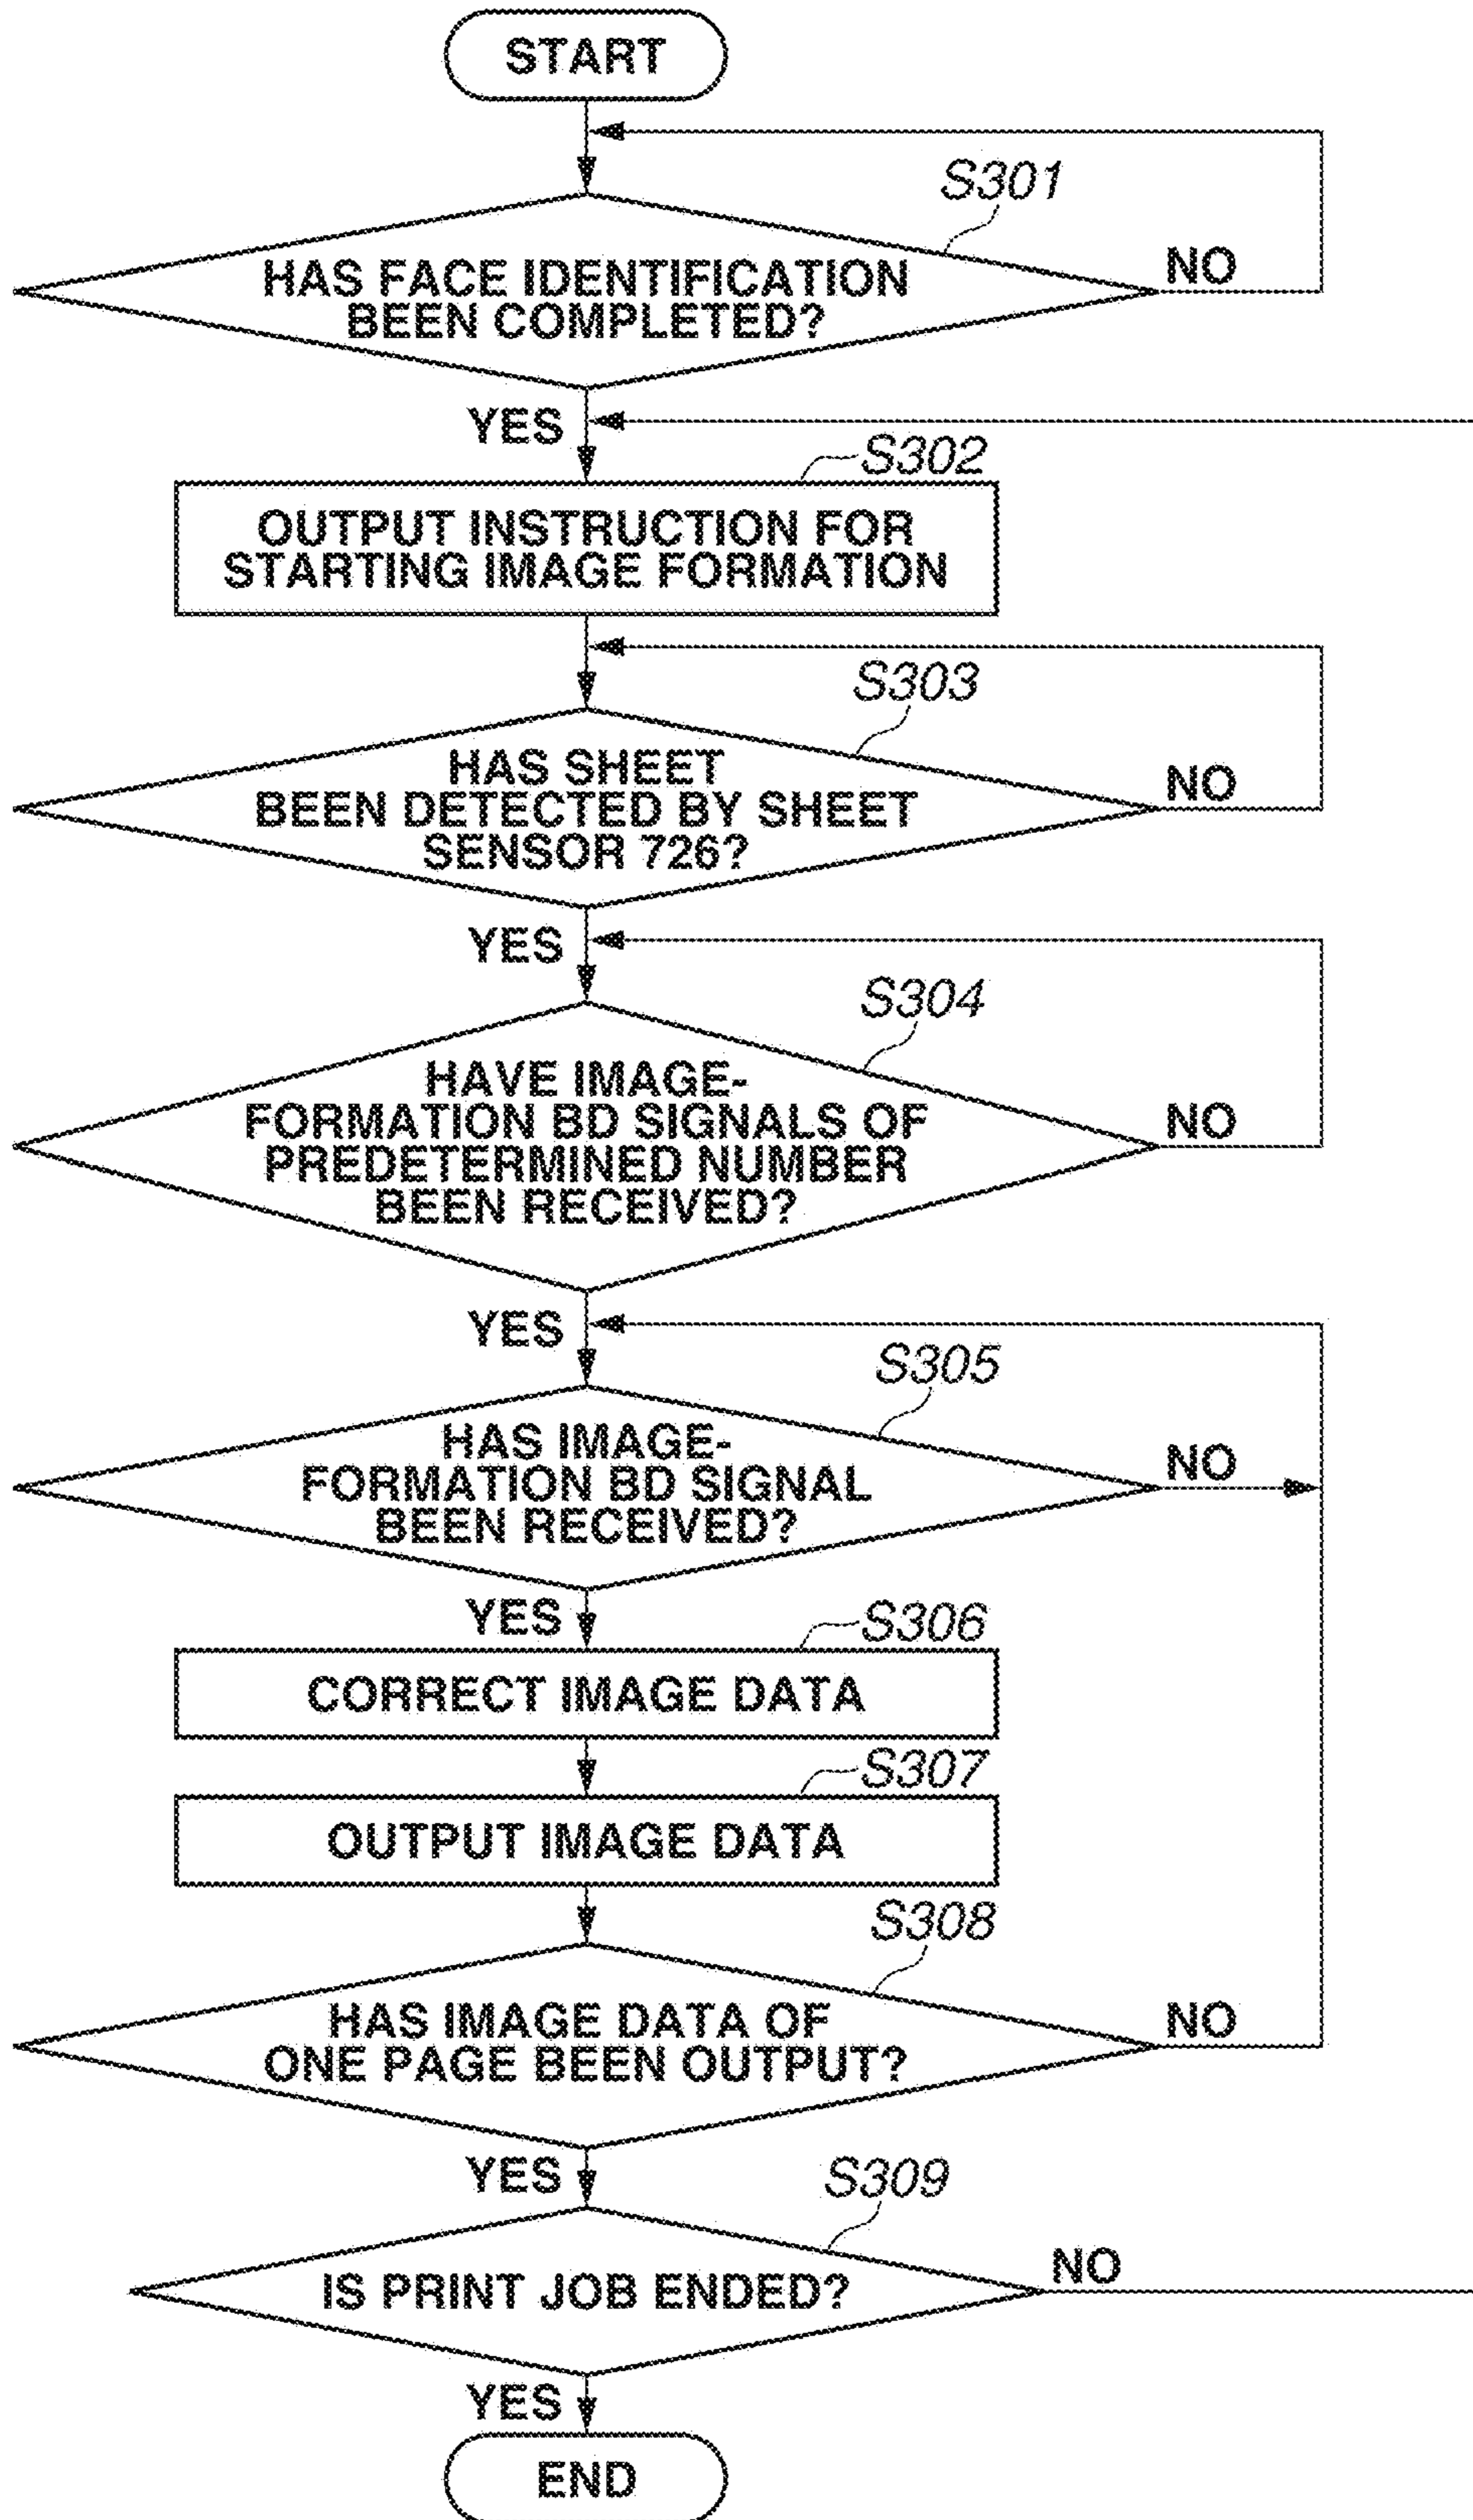 START
S301
HAS FACE IDENTIFICATION
BEEN COMPLETED?
NO
YES
S302
OUTPUT INSTRUCTION FOR
STARTING IMAGE FORMATION
S303
HAS SHEET
BEEN DETECTED BY SHEET
SENSOR 726?
NO
YES
S304
HAVE IMAGE-
FORMATION BD SIGNALS OF
PREDETERMINED NUMBER
BEEN RECEIVED?
NO
YES
S305
HAS IMAGE-
FORMATION BD SIGNAL
BEEN RECEIVED?
NO
YES
S306
CORRECT IMAGE DATA
S307
OUTPUT IMAGE DATA
S308
HAS IMAGE DATA OF
ONE PAGE BEEN OUTPUT?
NO
YES
S309
IS PRINT JOB ENDED?
NO
YES
END